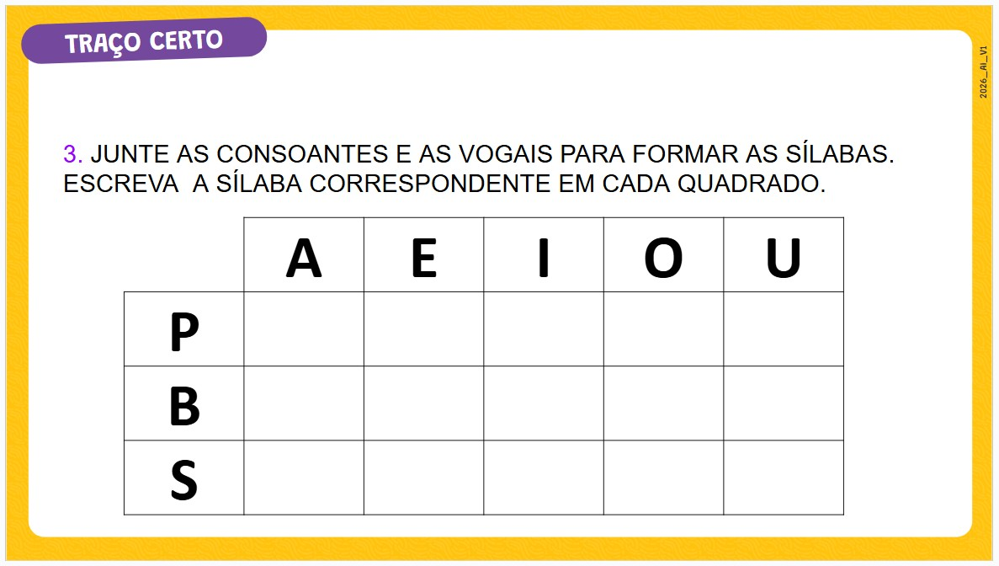 TRAÇO CERTO
2026_AI_V1
3. JUNTE AS CONSOANTES E AS VOGAIS PARA FORMAR AS SÍLABAS.
ESCREVA  A SÍLABA CORRESPONDENTE EM CADA QUADRADO.
A E I O U
P
B
S